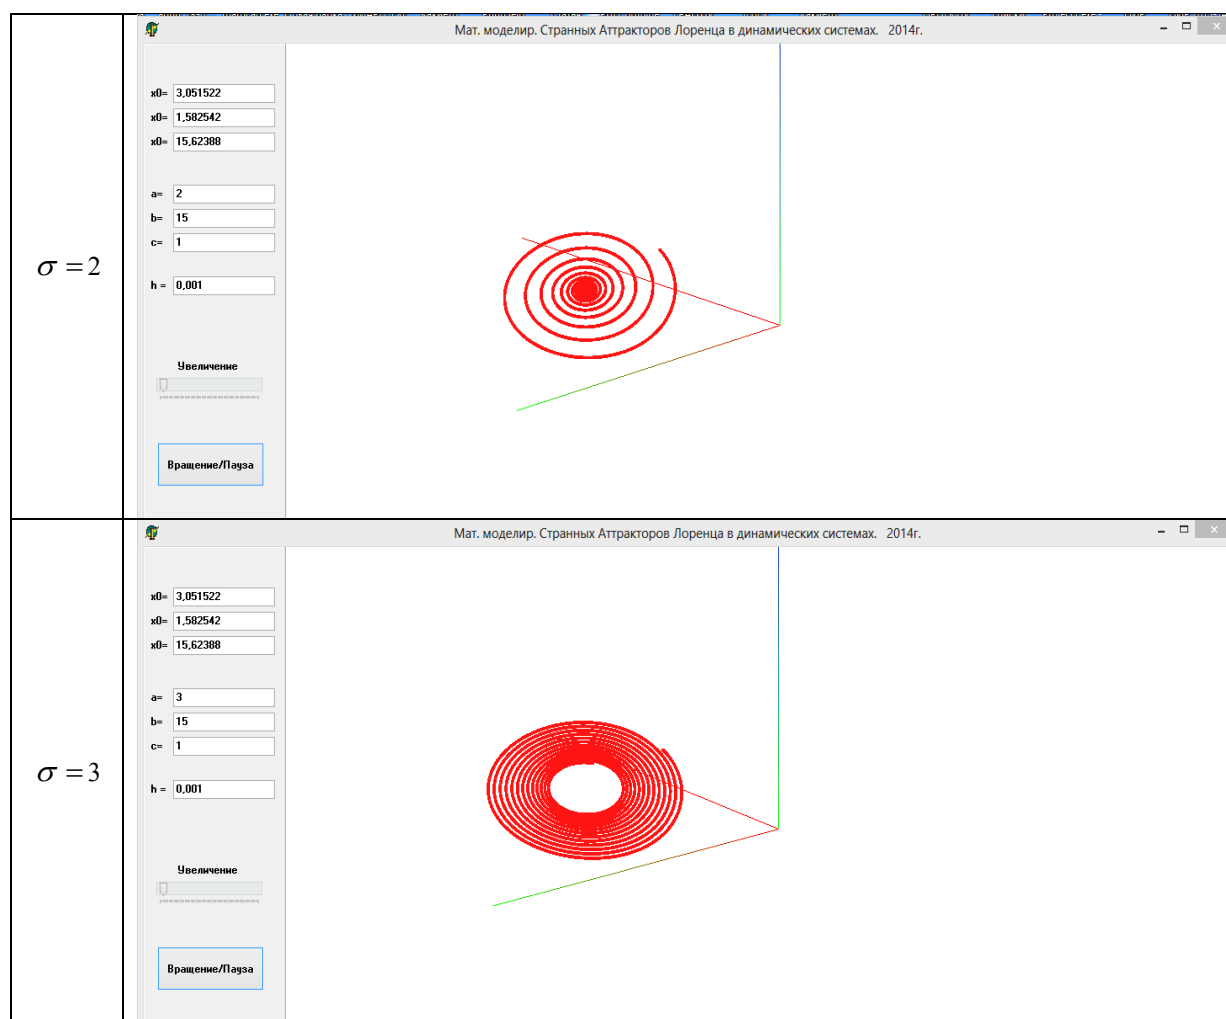 Мат. моделир. Странных Аттракторов Лоренца в динамических системах. 2014г.
x0= 3,051522
x0= 1,582542
x0= 15,62388
a= 2
b= 15
c= 1
σ = 2
h = 0,001
Увеличение
Вращение/Пауза
Мат. моделир. Странных Аттракторов Лоренца в динамических системах. 2014г.
x0= 3,051522
x0= 1,582542
x0= 15,62388
a= 3
b= 15
c= 1
σ = 3
h = 0,001
Увеличение
Вращение/Пауза